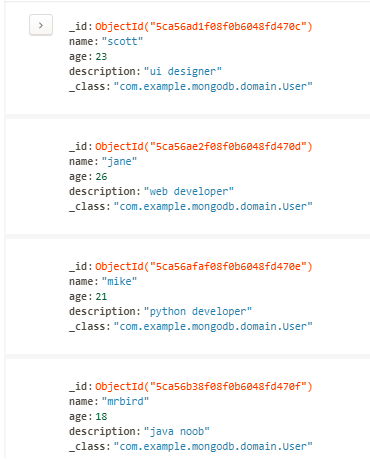 _id: ObjectId("5ca56ad1f08f0b6048fd470c")
name: "scott"
age: 23
description: "ui designer"
_class: "com.example.mongodb.domain.User"
_id: ObjectId("5ca56ae2f08f0b6048fd470d")
name: "jane"
age: 26
description: "web developer"
_class: "com.example.mongodb.domain.User"
_id: ObjectId("5ca56afaf08f0b6048fd470e")
name: "mike"
age: 21
description: "python developer"
_class: "com.example.mongodb.domain.User"
_id: ObjectId("5ca56b38f08f0b6048fd470f")
name: "mrbird"
age: 18
description: "java noob"
_class: "com.example.mongodb.domain.User"